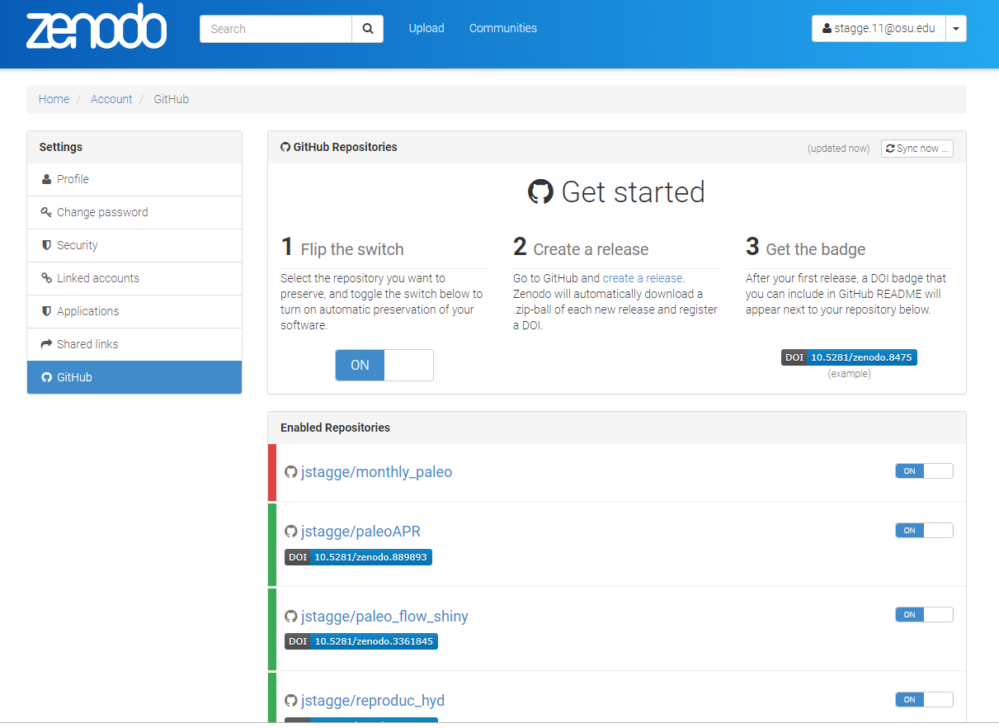 zenodo
Search
Upload
Communities
stagge.11@osu.edu
Home / Account / GitHub
Settings
Profile
Change password
Security
Linked accounts
Applications
Shared links
GitHub
GitHub Repositories
(updated now)
Sync now ...
Get started
1 Flip the switch
Select the repository you want to
preserve, and toggle the switch below to
turn on automatic preservation of your
software.
ON
2 Create a release
Go to GitHub and create a release.
Zenodo will automatically download a
.zip-ball of each new release and register
a DOI.
3 Get the badge
After your first release, a DOI badge that
you can include in GitHub README will
appear next to your repository below.
DOI 10.5281/zenodo.8475
(example)
Enabled Repositories
jstagge/monthly_paleo
ON
jstagge/paleoAPR
ON
DOI 10.5281/zenodo.889893
jstagge/paleo_flow_shiny
ON
DOI 10.5281/zenodo.3361845
jstagge/reproduc_hyd
ON